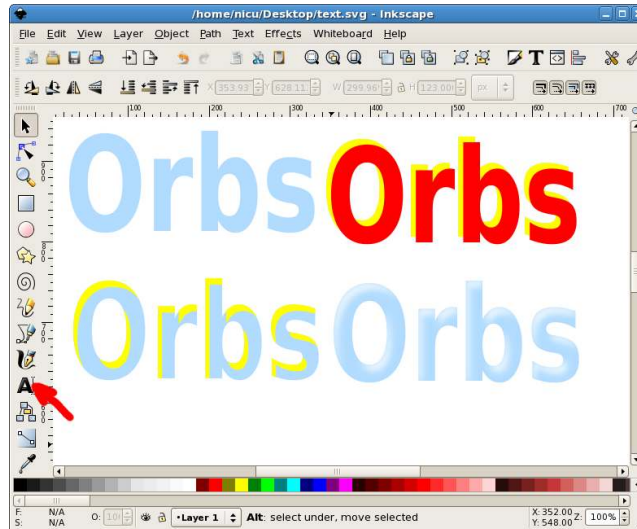 /home/nicu/Desktop/text.svg - Inkscape
File Edit View Layer Object Path Text Effects Whiteboard Help
X 353.93 Y 628.11 W 299.96 H 123.00 px
100 200 300 400 500 600 700
Orbs Orbs
Orbs Orbs
F: N/A
S: N/A
O: 100
•Layer 1
Alt: select under, move selected
X: 352.00
Y: 548.00
Z: 100%